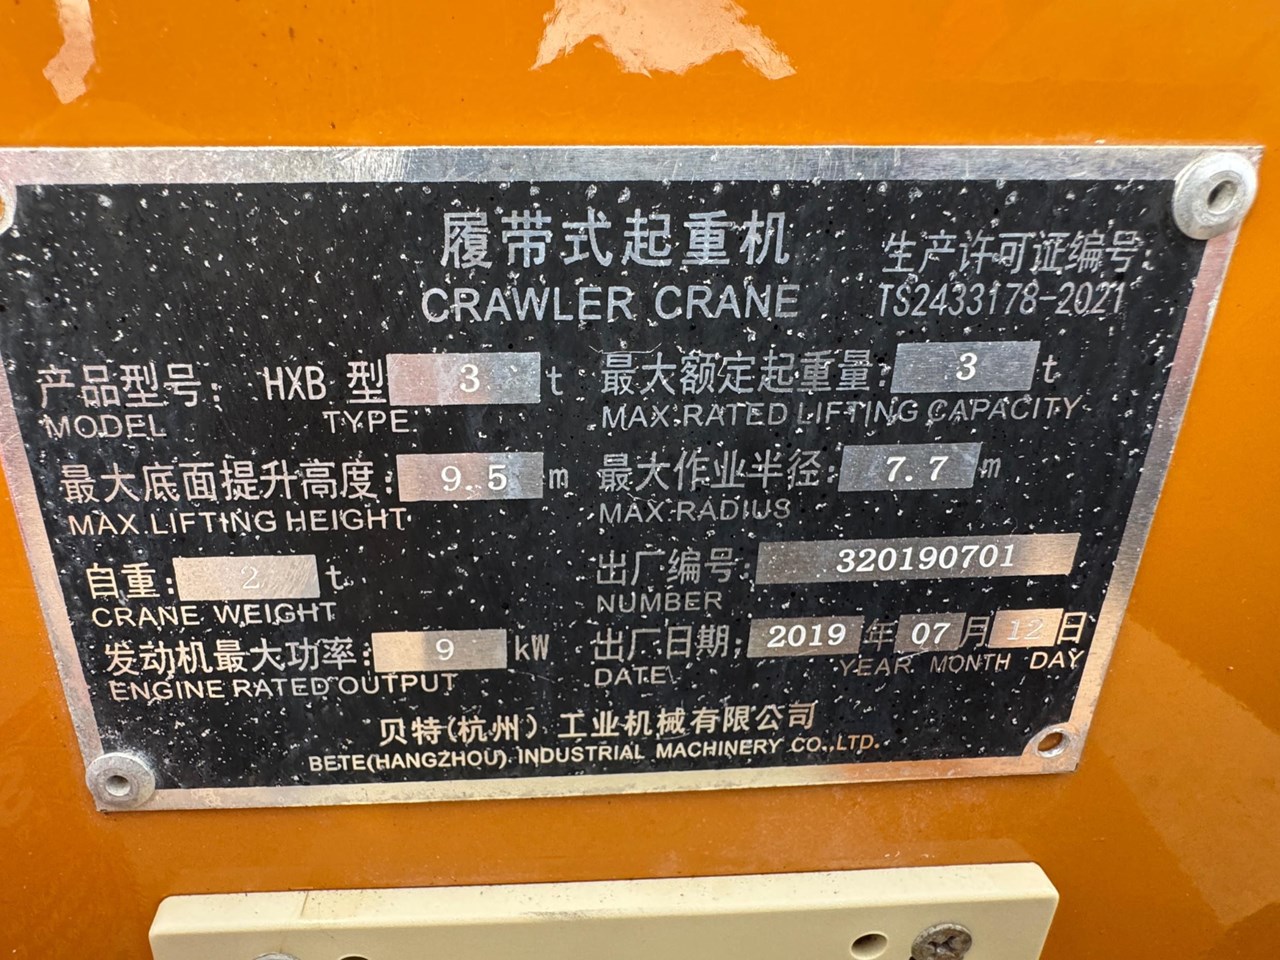 履带式起重机
CRAWLER CRANE
生产许可证编号:
TS2433178-2021
产品型号: HXB 型 3 t
MODEL TYPE
最大额定起重量: 3 t
MAX.RATED LIFTING CAPACITY
最大底面提升高度: 9.5 m
MAX.LIFTING HEIGHT
最大作业半径: 7.7 m
MAX.RADIUS
自重: 2 t
CRANE WEIGHT
出厂编号: 320190701
NUMBER
发动机最大功率: 9 kW
ENGINE RATED OUTPUT
出厂日期: 2019 年 07 月 12 日
DATE YEAR MONTH DAY
贝特(杭州)工业机械有限公司
BETE(HANGZHOU) INDUSTRIAL MACHINERY CO.,LTD.